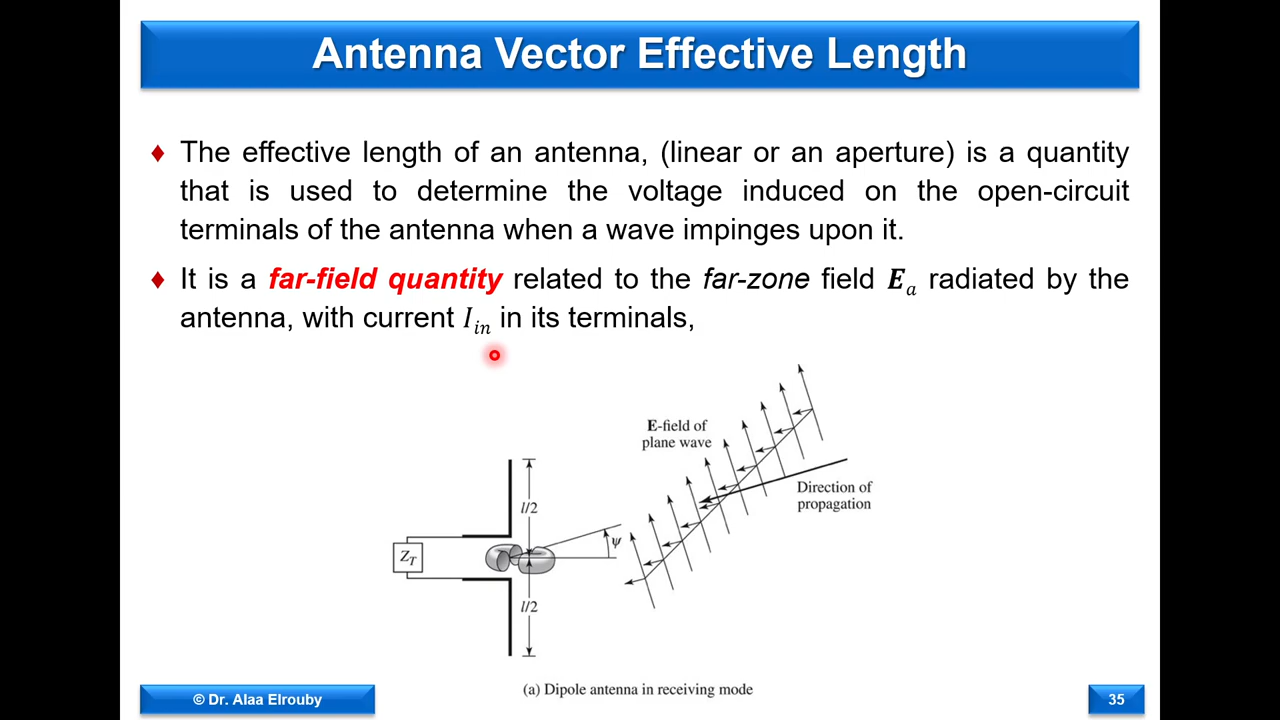 Antenna Vector Effective Length
♦ The effective length of an antenna, (linear or an aperture) is a quantity
that is used to determine the voltage induced on the open-circuit
terminals of the antenna when a wave impinges upon it.
♦ It is a far-field quantity related to the far-zone field E_a radiated by the
antenna, with current I_in in its terminals,
E-field of
plane wave
Direction of
propagation
l/2
ψ
Z_T
l/2
(a) Dipole antenna in receiving mode
© Dr. Alaa Elrouby
35